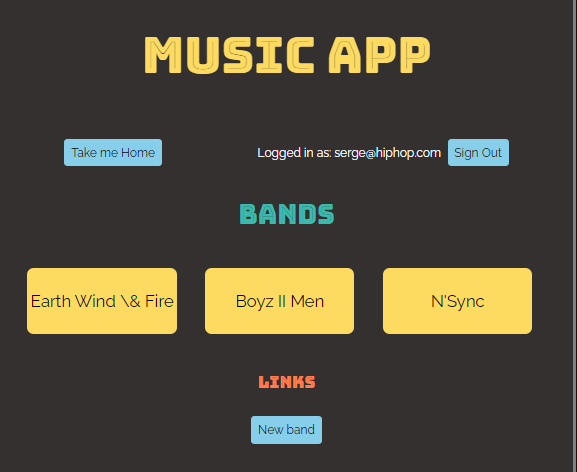 MUSIC APP
Take me Home Logged in as: serge@hiphop.com Sign Out
BANDS
Earth Wind \& Fire Boyz II Men N'Sync
LINKS
New band